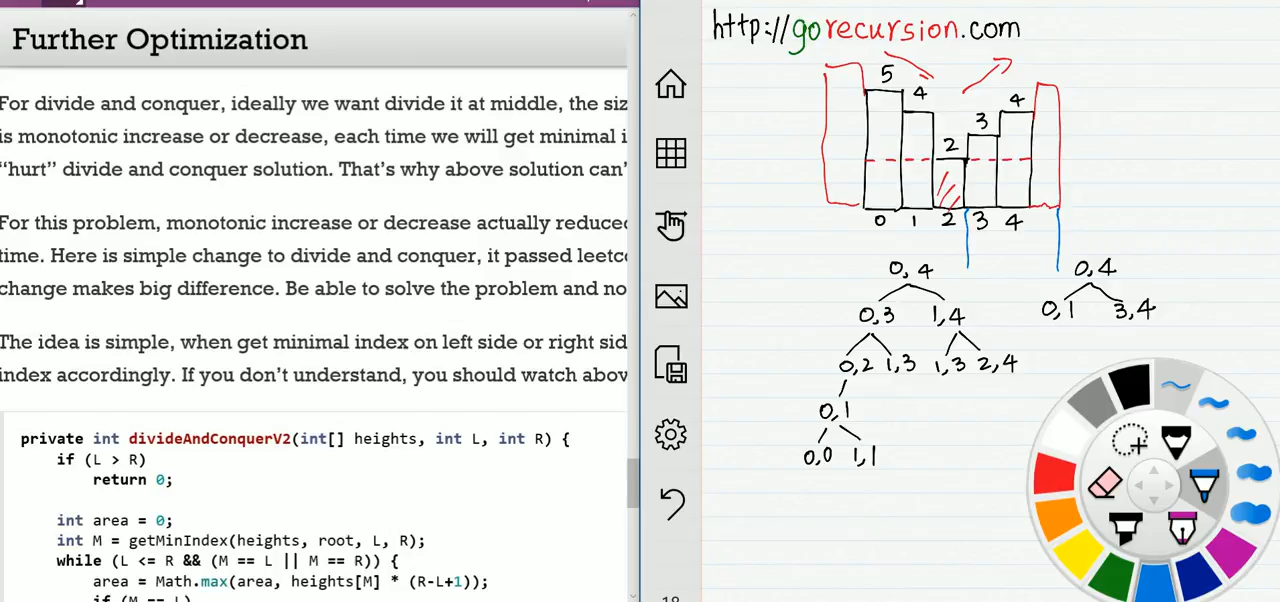 Further Optimization
For divide and conquer, ideally we want divide it at middle, the siz
is monotonic increase or decrease, each time we will get minimal i
“hurt” divide and conquer solution. That’s why above solution can’
For this problem, monotonic increase or decrease actually reduced
time. Here is simple change to divide and conquer, it passed leetco
change makes big difference. Be able to solve the problem and no
The idea is simple, when get minimal index on left side or right sid
index accordingly. If you don’t understand, you should watch abov
private int divideAndConquerV2(int[] heights, int L, int R) {
if (L > R)
return 0;
int area = 0;
int M = getMinIndex(heights, root, L, R);
while (L <= R && (M == L || M == R)) {
area = Math.max(area, heights[M] * (R-L+1));
if (M == L)
http://gorecursion.com
5
4
4
3
2
0 1 2 3 4
0,4 0,4
0,3 1,4 0,1 3,4
0,2 1,3 1,3 2,4
0,1
0,0 1,1
18